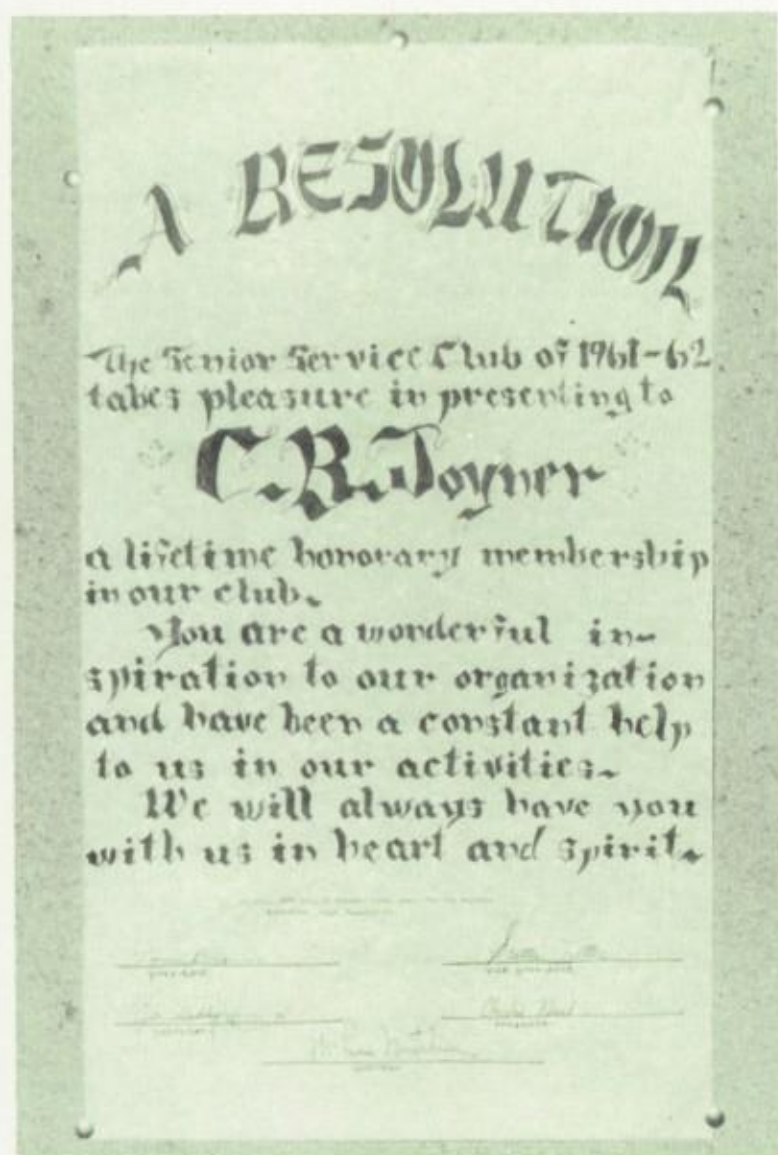 A RESOLUTION
The Senior Service Club of 1961-62
takes pleasure in presenting to
C.B. Joyner
a lifetime honorary membership
in our club.
You are a wonderful in-
spiration to our organization
and have been a constant help
to us in our activities.
We will always have you
with us in heart and spirit.